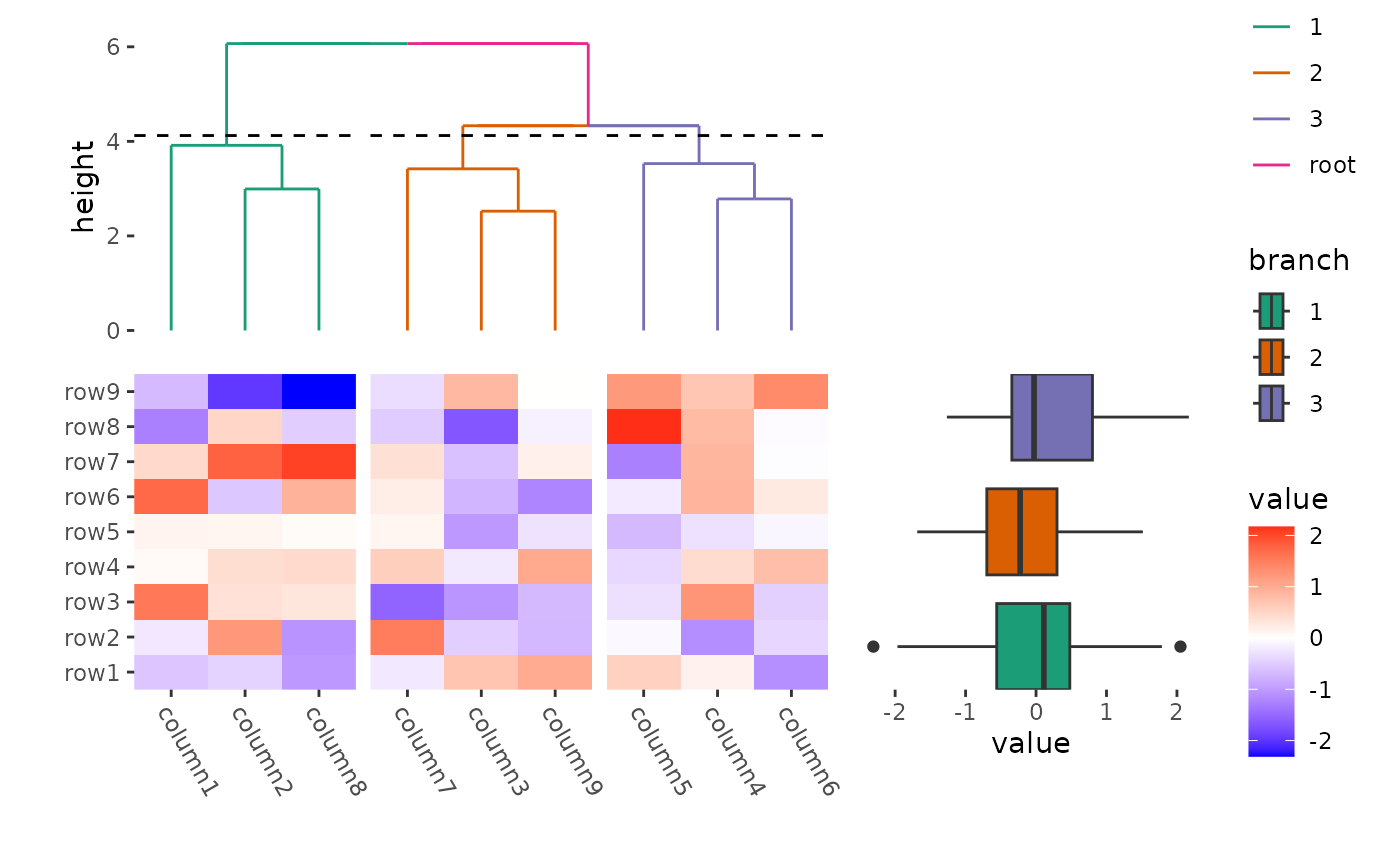 6
4
2
0
height
1
2
3
root
branch
1
2
3
row9
row8
row7
row6
row5
row4
row3
row2
row1
column1
column2
column8
column7
column3
column9
column5
column4
column6
-2
-1
0
1
2
value
value
2
1
0
-1
-2